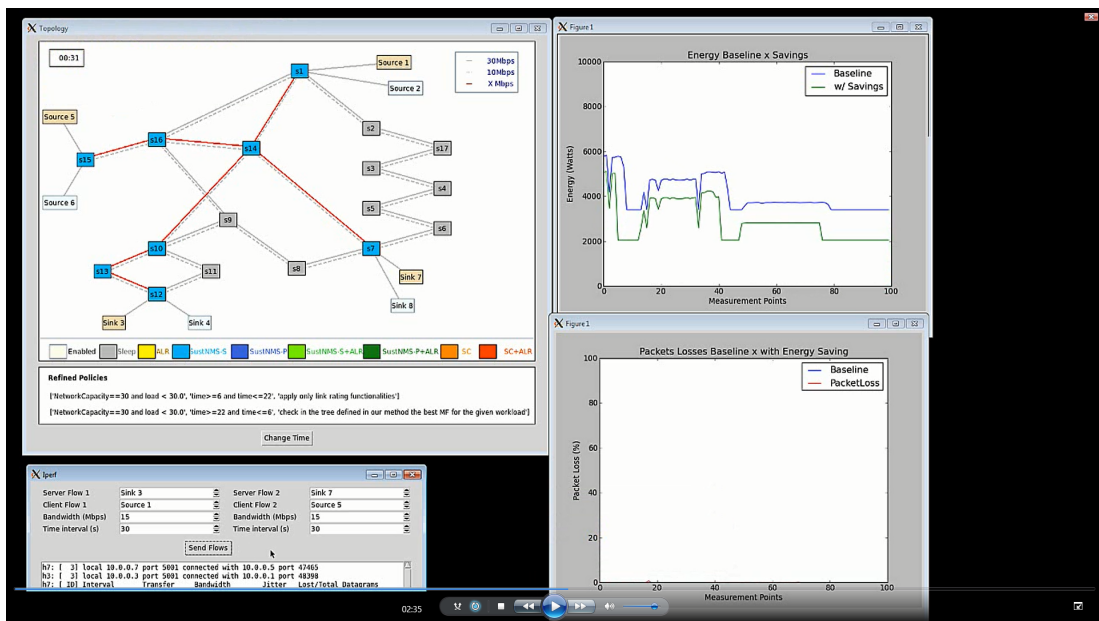 Topology
00:31
30Mbps
10Mbps
X Mbps
s1
Source 1
Source 2
Source 5
s16
s14
s2
s17
s15
s3
s4
Source 6
s5
s9
s6
s10
s7
s13
s11
s8
Sink 7
s12
Sink 8
Sink 3
Sink 4
Enabled
Sleep
ALR
SustNMS-S
SustNMS-P
SustNMS-S+ALR
SustNMS-P+ALR
SC
SC+ALR
Refined Policies
['NetworkCapacity==30 and load < 30.0', 'time>=6 and time<=22', 'apply only link rating functionalities']
['NetworkCapacity==30 and load < 30.0', 'time>=22 and time<=6', 'check in the tree defined in our method the best MF for the given workload']
Change Time
Iperf
Server Flow 1 Sink 3 Server Flow 2 Sink 7
Client Flow 1 Source 1 Client Flow 2 Source 5
Bandwidth (Mbps) 15 Bandwidth (Mbps) 15
Time interval (s) 30 Time interval (s) 30
Send Flows
h7: [ 3] local 10.0.0.7 port 5001 connected with 10.0.0.5 port 47465
h3: [ 3] local 10.0.0.3 port 5001 connected with 10.0.0.1 port 48398
h7: [ ID] Interval Transfer Bandwidth Jitter Lost/Total Datagrams
Figure 1
Energy Baseline x Savings
Baseline
w/ Savings
Energy (Watts)
10000
8000
6000
4000
2000
0
0 20 40 60 80 100
Measurement Points
Figure 1
Packets Losses Baseline x with Energy Saving
Baseline
PacketLoss
Packet Loss (%)
100
80
60
40
20
0
0 20 40 60 80 100
Measurement Points
02:35